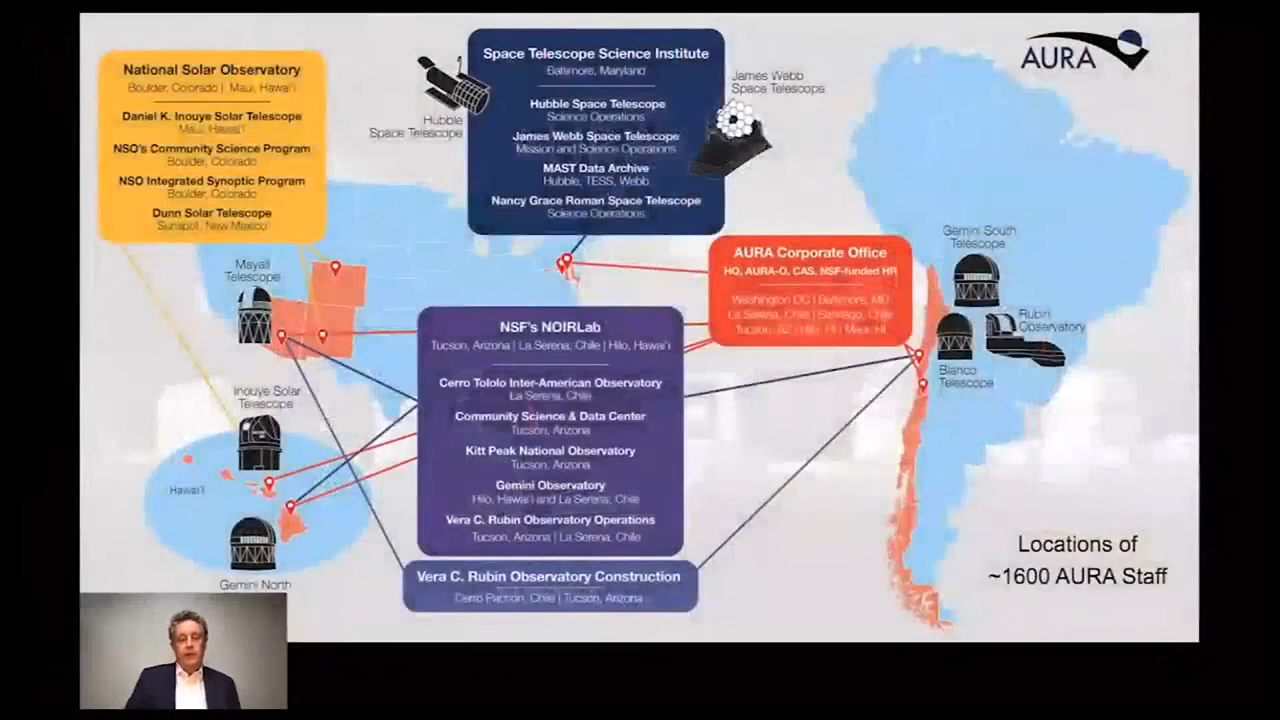 National Solar Observatory
Boulder, Colorado | Maui, Hawai'i
Daniel K. Inouye Solar Telescope
Maui, Hawai'i
NSO's Community Science Program
Boulder, Colorado
NSO Integrated Synoptic Program
Boulder, Colorado
Dunn Solar Telescope
Sunspot, New Mexico
Hubble
Space Telescope
Space Telescope Science Institute
Baltimore, Maryland
Hubble Space Telescope
Science Operations
James Webb Space Telescope
Mission and Science Operations
MAST Data Archive
Hubble, TESS, Webb
Nancy Grace Roman Space Telescope
Science Operations
James Webb
Space Telescope
AURA
AURA Corporate Office
HQ, AURA-O, CAS, NSF-funded HR
Washington DC | Baltimore, MD
La Serena, Chile | Santiago, Chile
Tucson, AZ | Hilo, HI | Maui, HI
Gemini South
Telescope
Rubin
Observatory
Blanco
Telescope
Mayall
Telescope
NSF's NOIRLab
Tucson, Arizona | La Serena, Chile | Hilo, Hawai'i
Cerro Tololo Inter-American Observatory
La Serena, Chile
Community Science & Data Center
Tucson, Arizona
Kitt Peak National Observatory
Tucson, Arizona
Gemini Observatory
Hilo, Hawai'i and La Serena, Chile
Vera C. Rubin Observatory Operations
Tucson, Arizona | La Serena, Chile
Inouye Solar
Telescope
Hawai'i
Gemini North
Vera C. Rubin Observatory Construction
Cerro Pachon, Chile | Tucson, Arizona
Locations of
~1600 AURA Staff